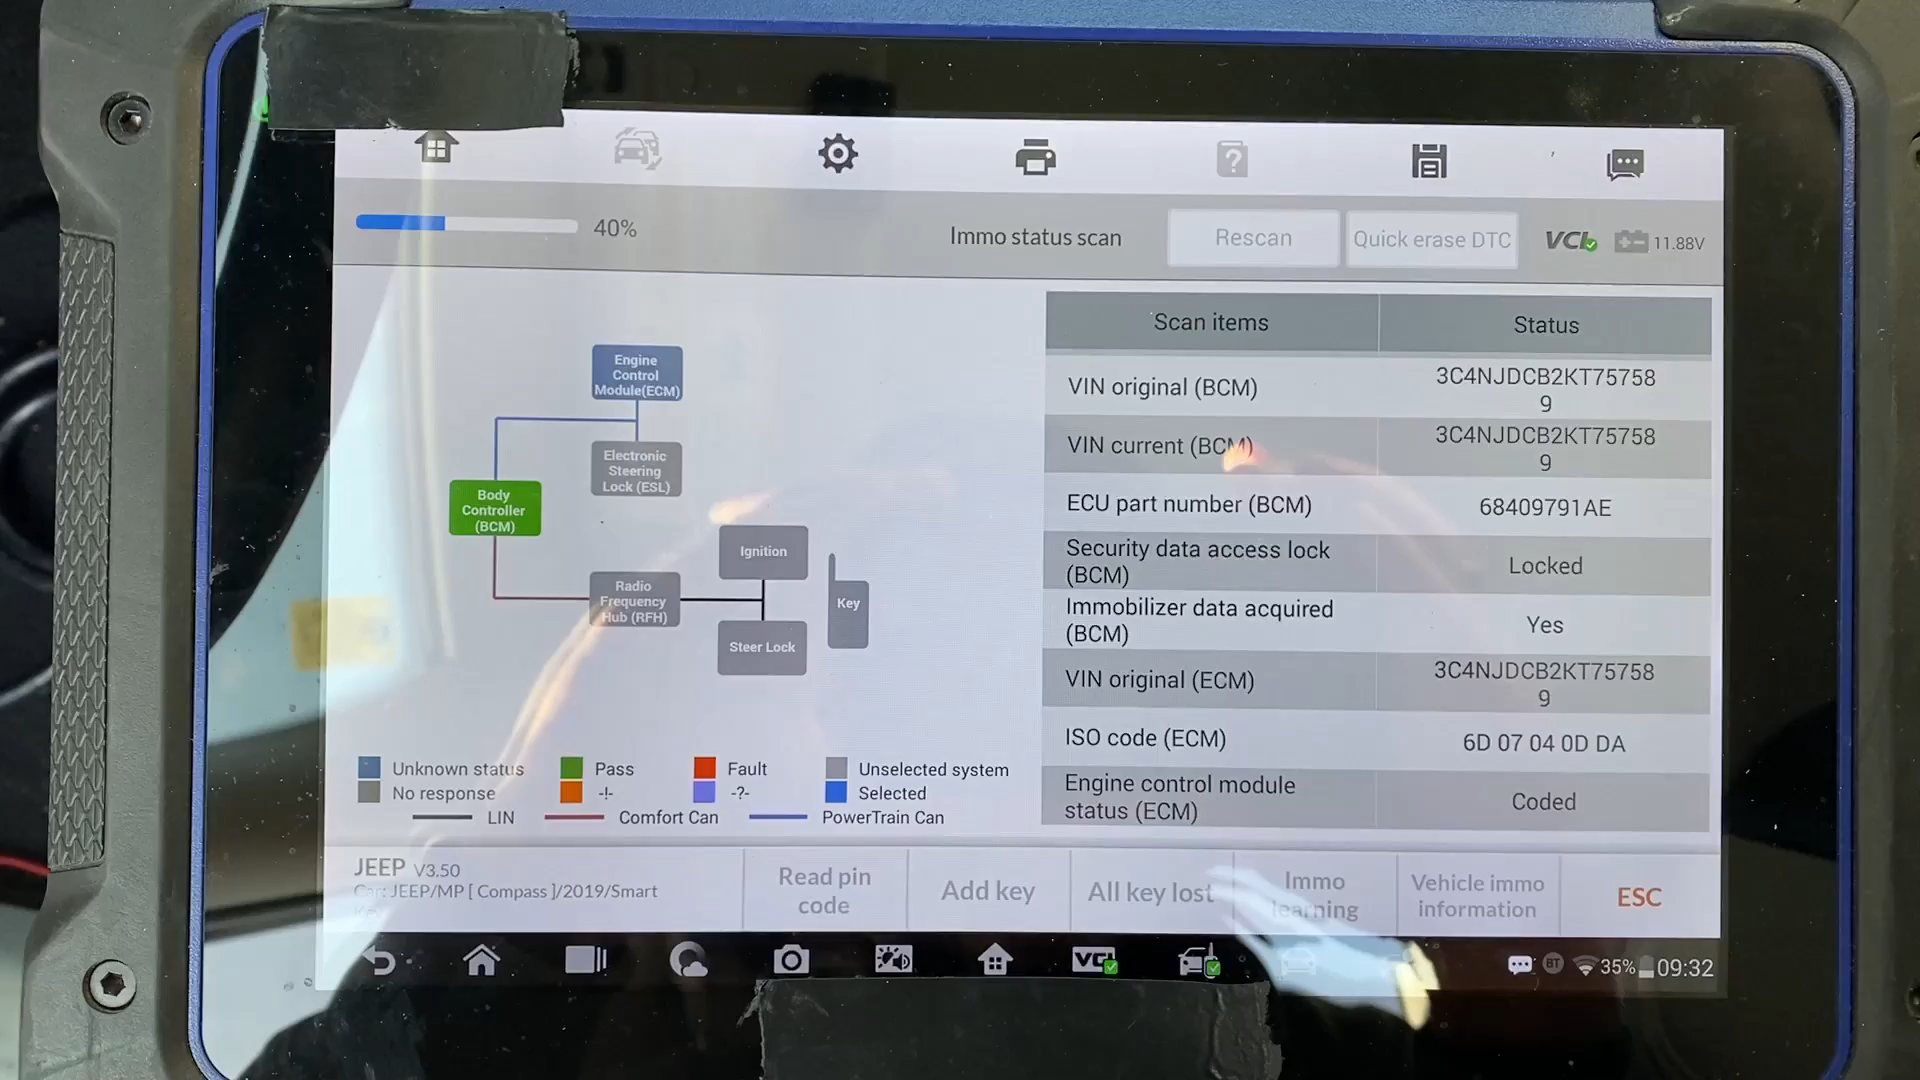 40%
Immo status scan
Rescan
Quick erase DTC
VCI
11.88V
Engine
Control
Module(ECM)
Electronic
Steering
Lock (ESL)
Body
Controller
(BCM)
Ignition
Radio
Frequency
Hub (RFH)
Key
Steer Lock
Unknown status
Pass
Fault
Unselected system
No response
-!-
-?-
Selected
LIN
Comfort Can
PowerTrain Can
Scan items Status
VIN original (BCM) 3C4NJDCB2KT75758
9
VIN current (BCM) 3C4NJDCB2KT75758
9
ECU part number (BCM) 68409791AE
Security data access lock
(BCM) Locked
Immobilizer data acquired
(BCM) Yes
VIN original (ECM) 3C4NJDCB2KT75758
9
ISO code (ECM) 6D 07 04 0D DA
Engine control module
status (ECM) Coded
JEEP V3.50
Car: JEEP/MP [ Compass ]/2019/Smart
Read pin
code
Add key
All key lost
Immo
learning
Vehicle immo
information
ESC
VCI
BT
35%
09:32